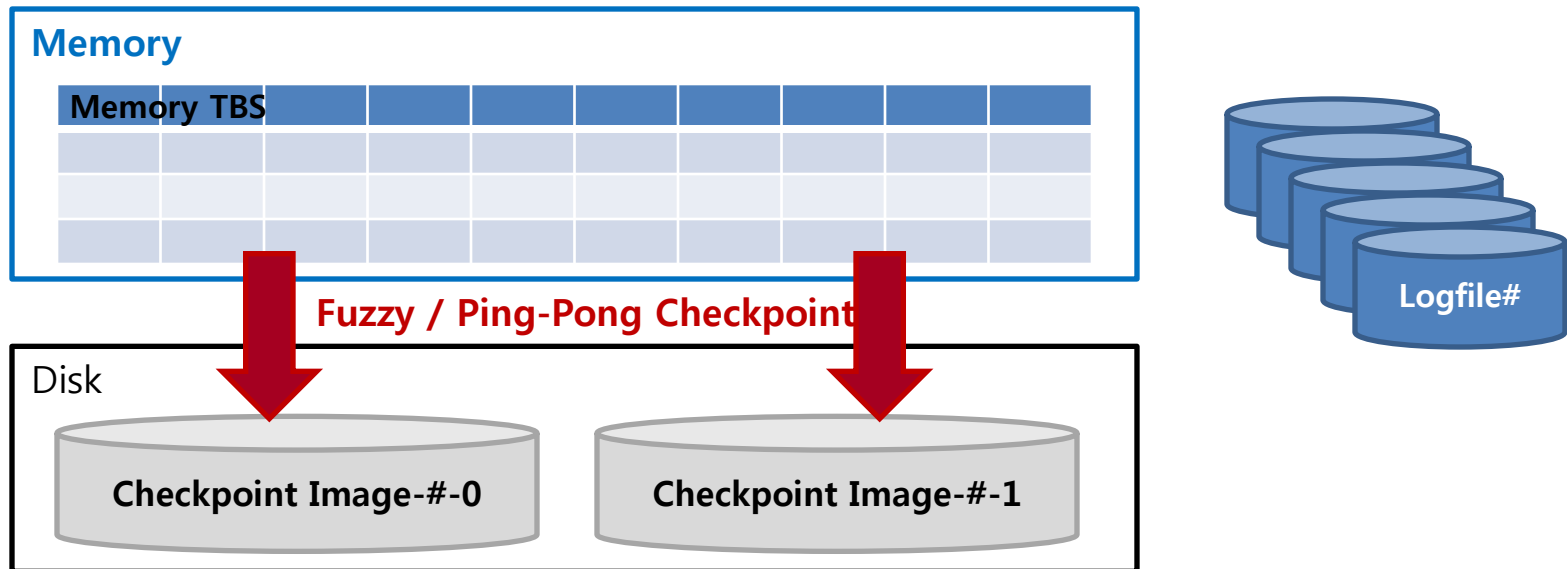 Memory
Memory TBS
Fuzzy / Ping-Pong Checkpoint
Logfile#
Disk
Checkpoint Image-#-0
Checkpoint Image-#-1